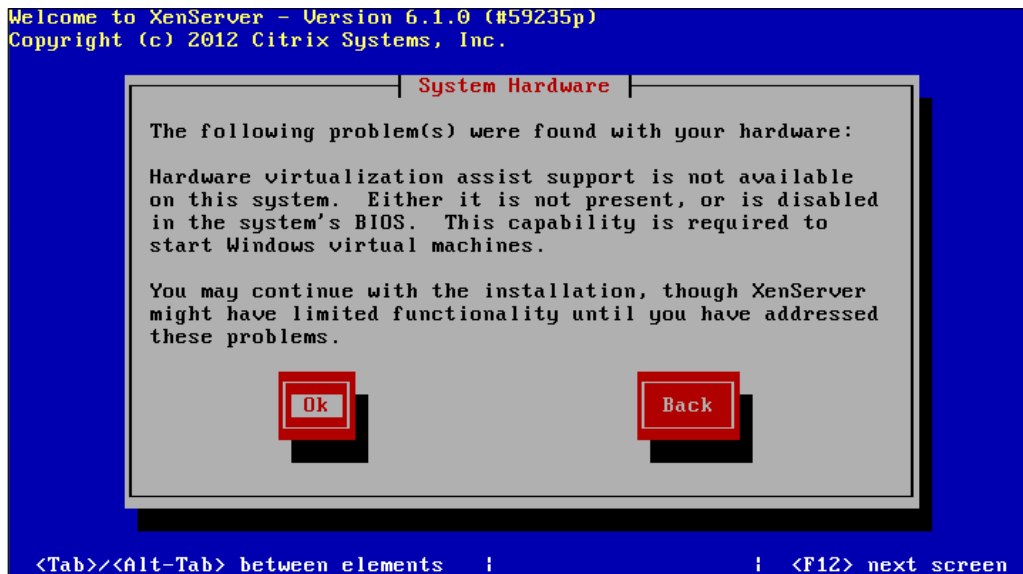 Welcome to XenServer - Version 6.1.0 (#59235p)
Copyright (c) 2012 Citrix Systems, Inc.
System Hardware
The following problem(s) were found with your hardware:
Hardware virtualization assist support is not available
on this system.  Either it is not present, or is disabled
in the system's BIOS.  This capability is required to
start Windows virtual machines.
You may continue with the installation, though XenServer
might have limited functionality until you have addressed
these problems.
Ok Back
<Tab>/<Alt-Tab> between elements | | <F12> next screen